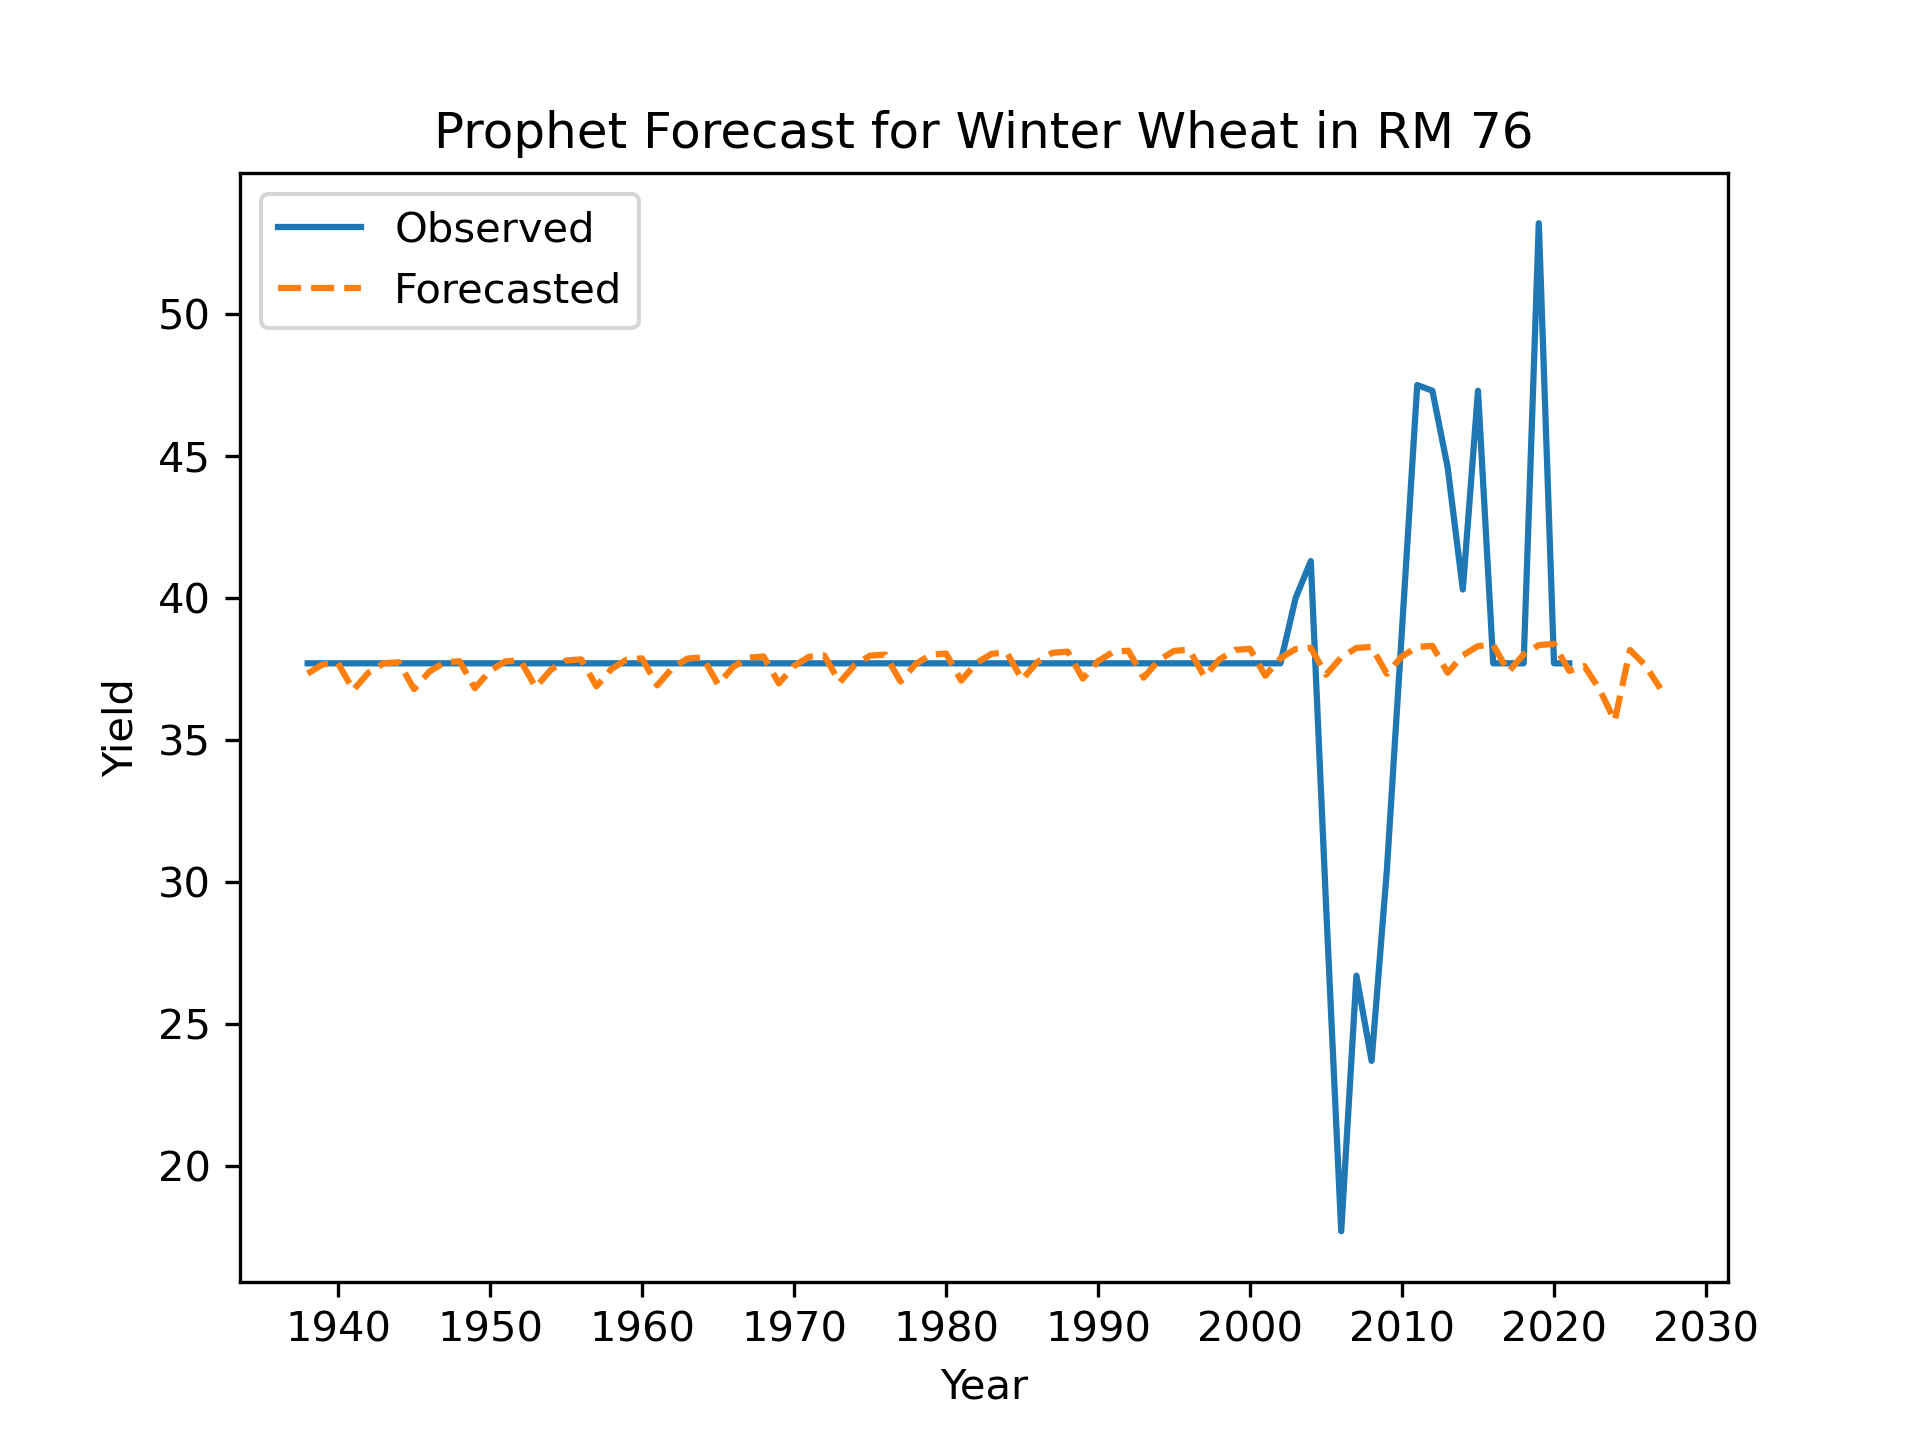 Prophet Forecast for Winter Wheat in RM 76
Observed
Forecasted
50
45
40
35
30
25
20
Yield
1940 1950 1960 1970 1980 1990 2000 2010 2020 2030
Year